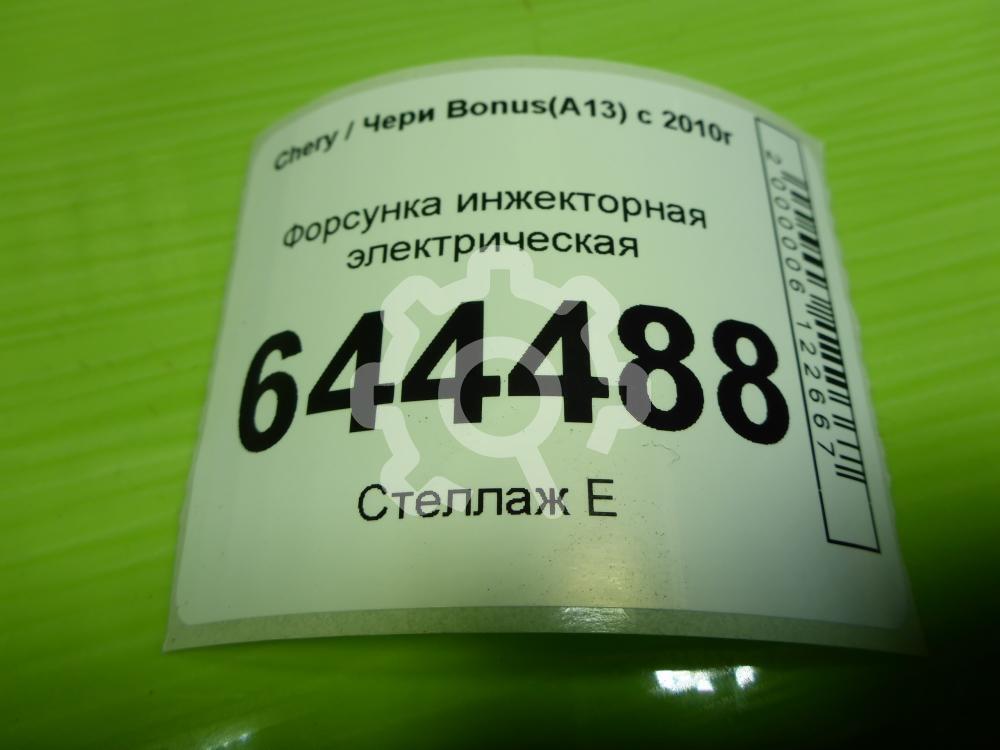 Chery / Чери Bonus(A13) с 2010г
Форсунка инжекторная
электрическая
644488
Стеллаж Е
2000006122667